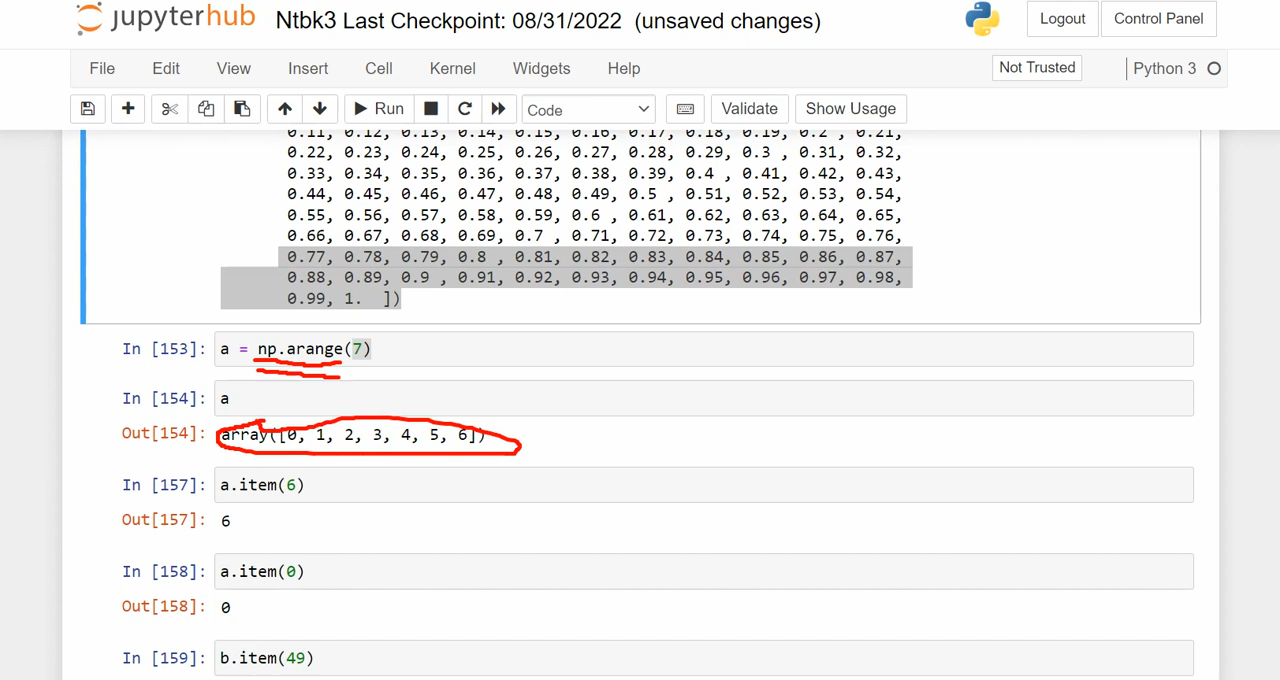 jupyterhub Ntbk3 Last Checkpoint: 08/31/2022 (unsaved changes) Logout Control Panel
File Edit View Insert Cell Kernel Widgets Help Not Trusted Python 3
Run Code Validate Show Usage
0.11, 0.12, 0.13, 0.14, 0.15, 0.16, 0.17, 0.18, 0.19, 0.2 , 0.21,
0.22, 0.23, 0.24, 0.25, 0.26, 0.27, 0.28, 0.29, 0.3 , 0.31, 0.32,
0.33, 0.34, 0.35, 0.36, 0.37, 0.38, 0.39, 0.4 , 0.41, 0.42, 0.43,
0.44, 0.45, 0.46, 0.47, 0.48, 0.49, 0.5 , 0.51, 0.52, 0.53, 0.54,
0.55, 0.56, 0.57, 0.58, 0.59, 0.6 , 0.61, 0.62, 0.63, 0.64, 0.65,
0.66, 0.67, 0.68, 0.69, 0.7 , 0.71, 0.72, 0.73, 0.74, 0.75, 0.76,
0.77, 0.78, 0.79, 0.8 , 0.81, 0.82, 0.83, 0.84, 0.85, 0.86, 0.87,
0.88, 0.89, 0.9 , 0.91, 0.92, 0.93, 0.94, 0.95, 0.96, 0.97, 0.98,
0.99, 1. ])
In [153]: a = np.arange(7)
In [154]: a
Out[154]: array([0, 1, 2, 3, 4, 5, 6])
In [157]: a.item(6)
Out[157]: 6
In [158]: a.item(0)
Out[158]: 0
In [159]: b.item(49)